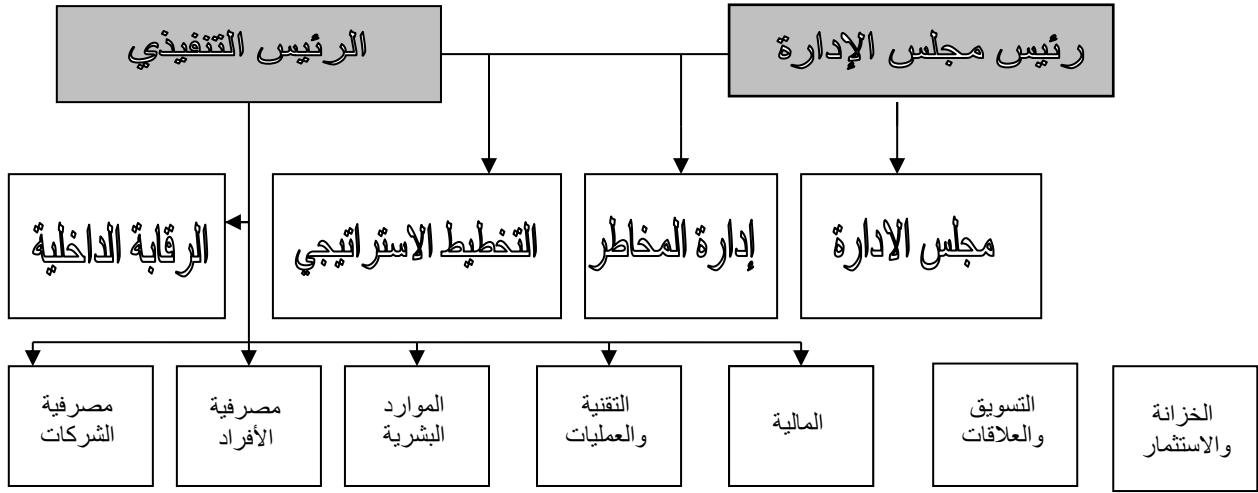 رئيس مجلس الإدارة
الرئيس التنفيذي
مجلس الادارة
إدارة المخاطر
التخطيط الاستراتيجي
الرقابة الداخلية
الخزانة
والاستثمار
التسويق
والعلاقات
المالية
التقنية
والعمليات
الموارد
البشرية
مصرفية
الأفراد
مصرفية
الشركات